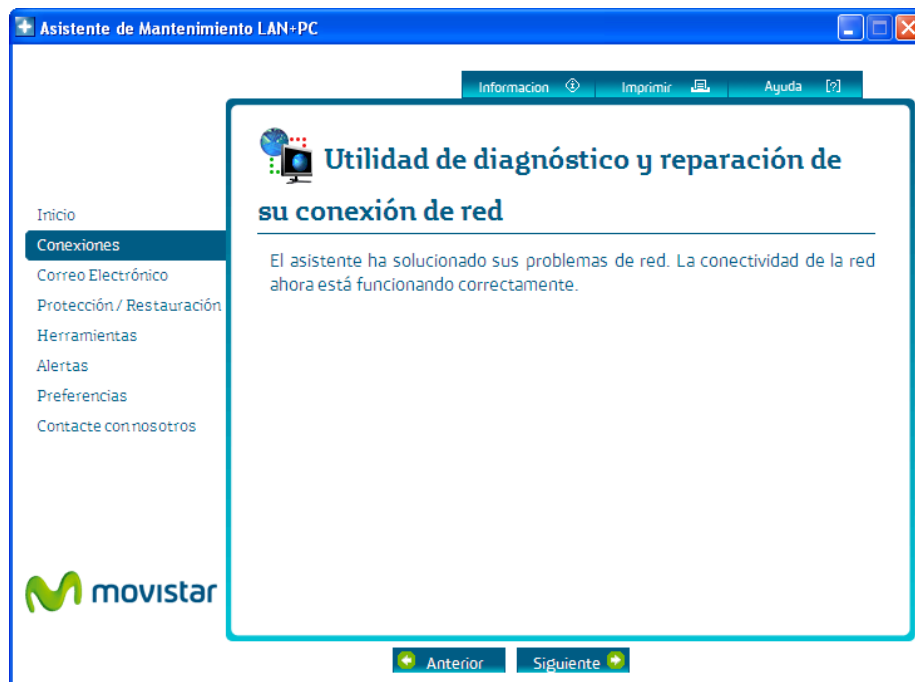 Asistente de Mantenimiento LAN+PC
Informacion
Imprimir
Ayuda [?]
Utilidad de diagnóstico y reparación de
su conexión de red
El asistente ha solucionado sus problemas de red. La conectividad de la red
ahora está funcionando correctamente.
Inicio
Conexiones
Correo Electrónico
Protección / Restauración
Herramientas
Alertas
Preferencias
Contacte con nosotros
movistar
Anterior
Siguiente